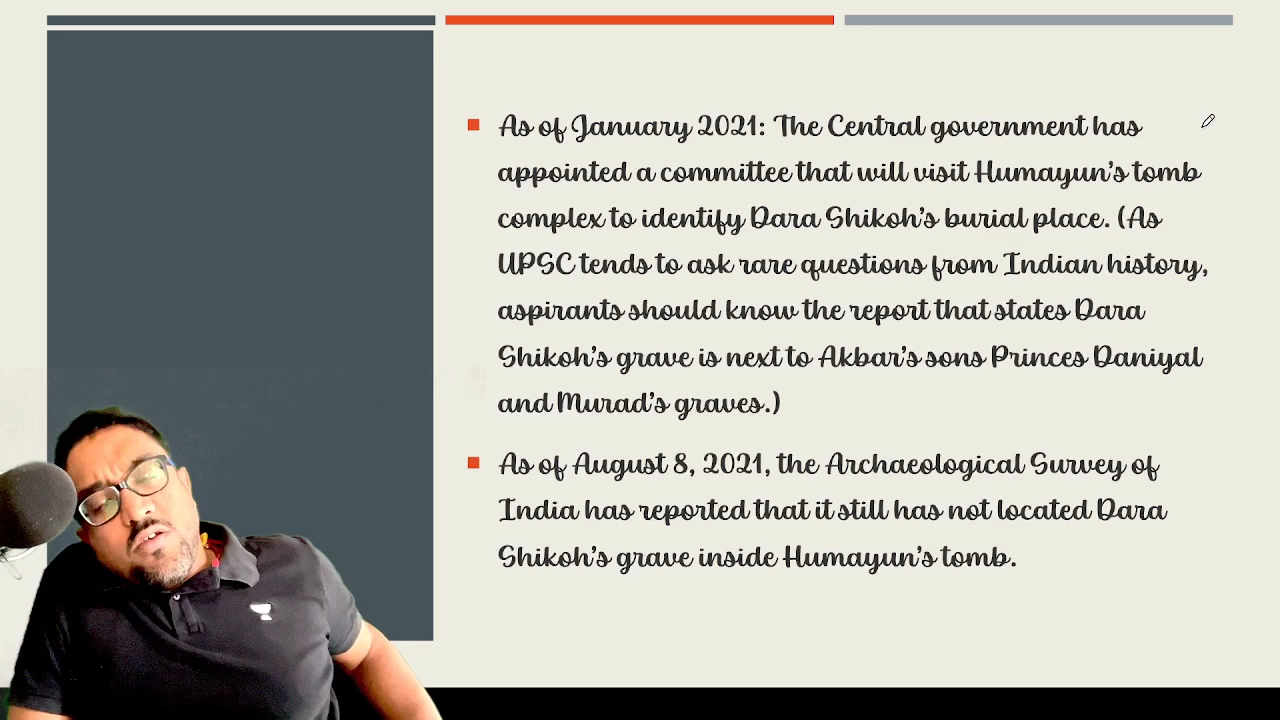 As of January 2021: The Central government has
appointed a committee that will visit Humayun's tomb
complex to identify Dara Shikoh's burial place. (As
UPSC tends to ask rare questions from Indian history,
aspirants should know the report that states Dara
Shikoh's grave is next to Akbar's sons Princes Daniyal
and Murad's graves.)
As of August 8, 2021, the Archaeological Survey of
India has reported that it still has not located Dara
Shikoh's grave inside Humayun's tomb.